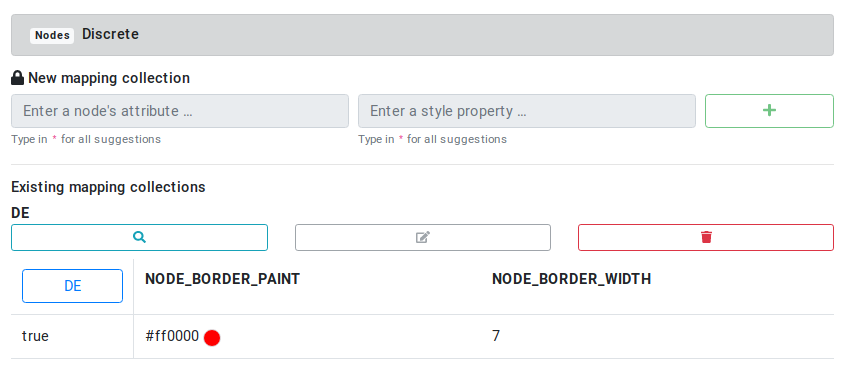 Nodes Discrete
New mapping collection
Enter a node's attribute ... Enter a style property ...
Type in * for all suggestions Type in * for all suggestions
Existing mapping collections
DE
DE NODE_BORDER_PAINT NODE_BORDER_WIDTH
true #ff0000 7